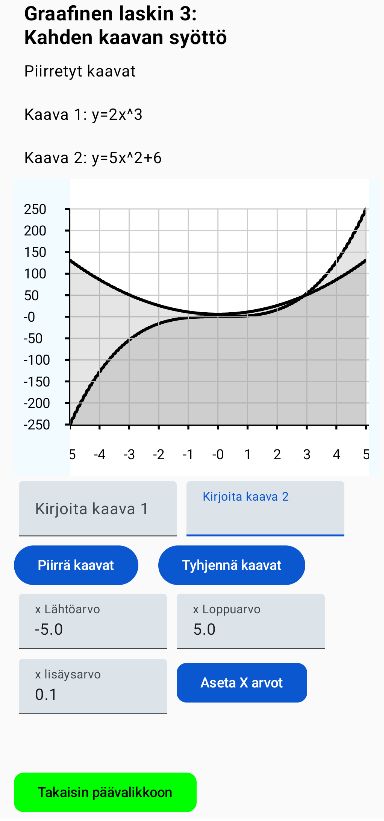 Graafinen laskin 3:
Kahden kaavan syöttö
Piirretyt kaavat
Kaava 1: y=2x^3
Kaava 2: y=5x^2+6
250
200
150
100
50
-0
-50
-100
-150
-200
-250
5 -4 -3 -2 -1 -0 1 2 3 4 5
Kirjoita kaava 1
Kirjoita kaava 2
Piirrä kaavat
Tyhjennä kaavat
x Lähtöarvo
-5.0
x Loppuarvo
5.0
x lisäysarvo
0.1
Aseta X arvot
Takaisin päävalikkoon